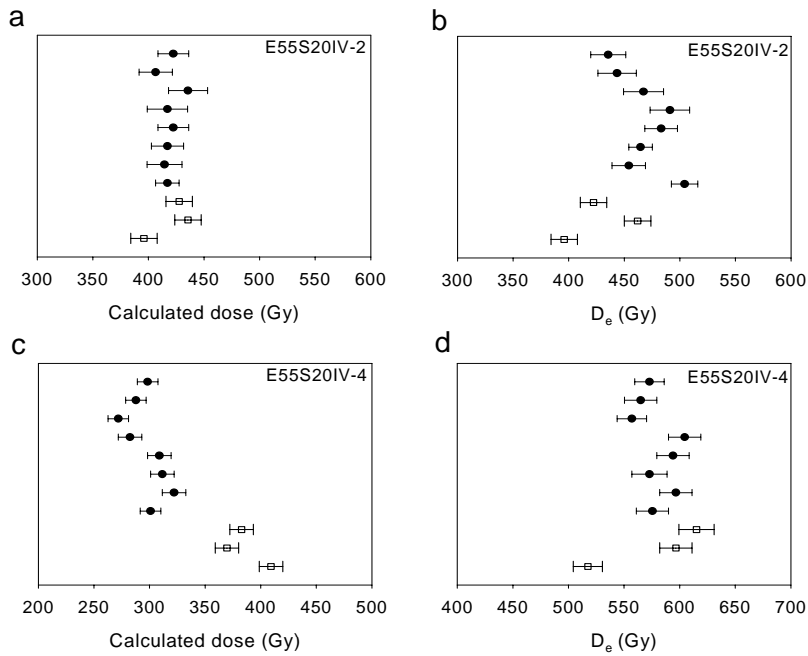 a
E55S20IV-2
300 350 400 450 500 550 600
Calculated dose (Gy)
b
E55S20IV-2
300 350 400 450 500 550 600
De (Gy)
c
E55S20IV-4
200 250 300 350 400 450 500
Calculated dose (Gy)
d
E55S20IV-4
400 450 500 550 600 650 700
De (Gy)